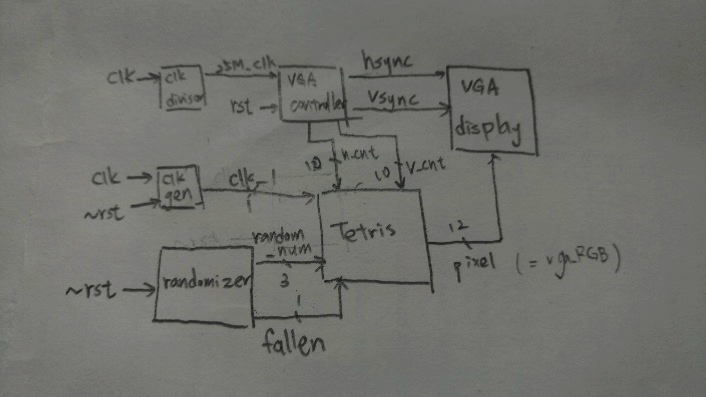 clk
clk
divisor
25M_clk
rst
VGA
controller
hsync
vsync
VGA
display
10
h_cnt
10
v_cnt
clk
~rst
clk
gen
clk_1
1
Tetris
random
_num
3
~rst
randomizer
1
fallen
12
pixel (= vga_RGB)